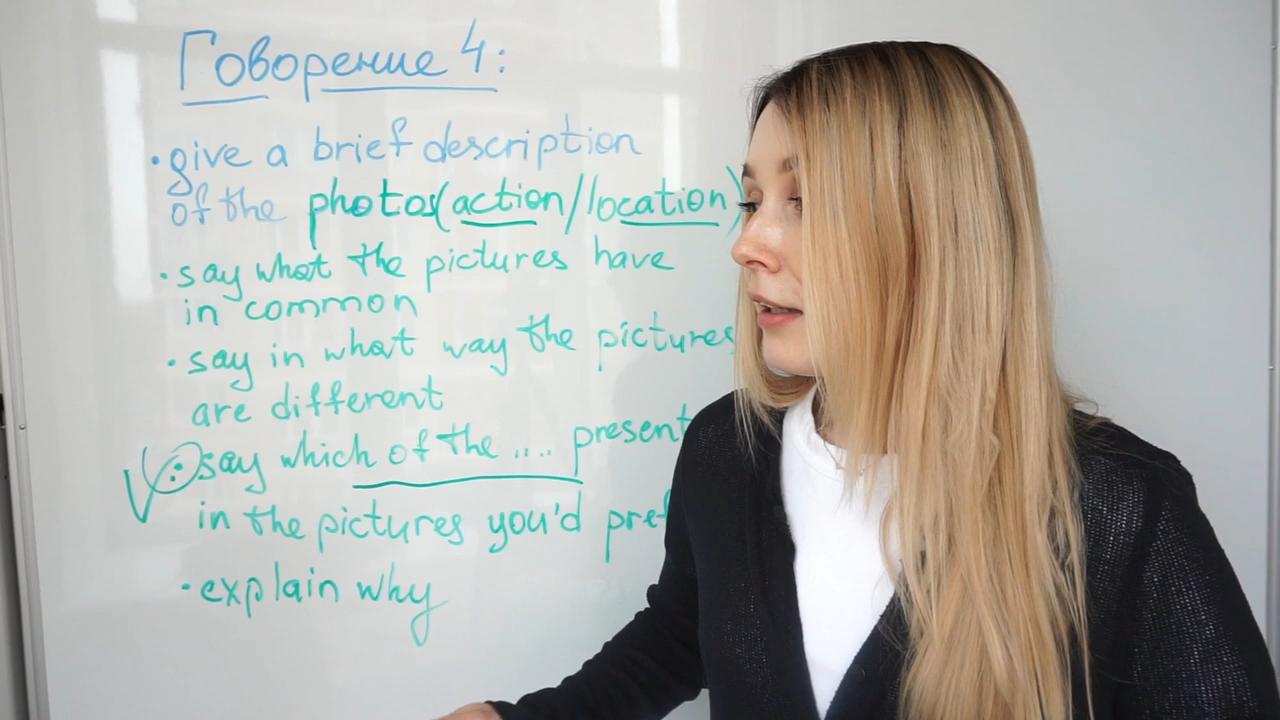 Говорение 4:
• give a brief description
of the photos (action/location)
• say what the pictures have
in common
• say in what way the pictures
are different
• say which of the .... present
in the pictures you'd pref
• explain why